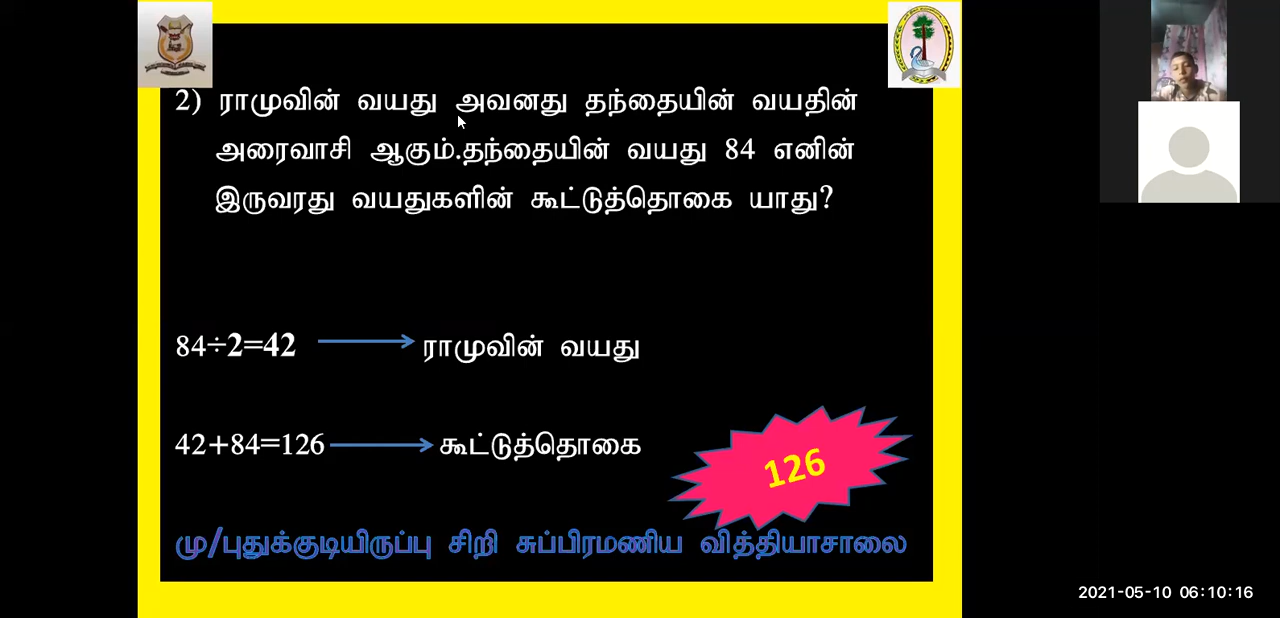 2) ராமுவின் வயது அவனது தந்தையின் வயதின்
அரைவாசி ஆகும்.தந்தையின் வயது 84 எனின்
இருவரது வயதுகளின் கூட்டுத்தொகை யாது?
84÷2=42 ராமுவின் வயது
42+84=126 கூட்டுத்தொகை
126
மு/புதுக்குடியிருப்பு சிறி சுப்பிரமணிய வித்தியாசாலை
2021-05-10 06:10:16